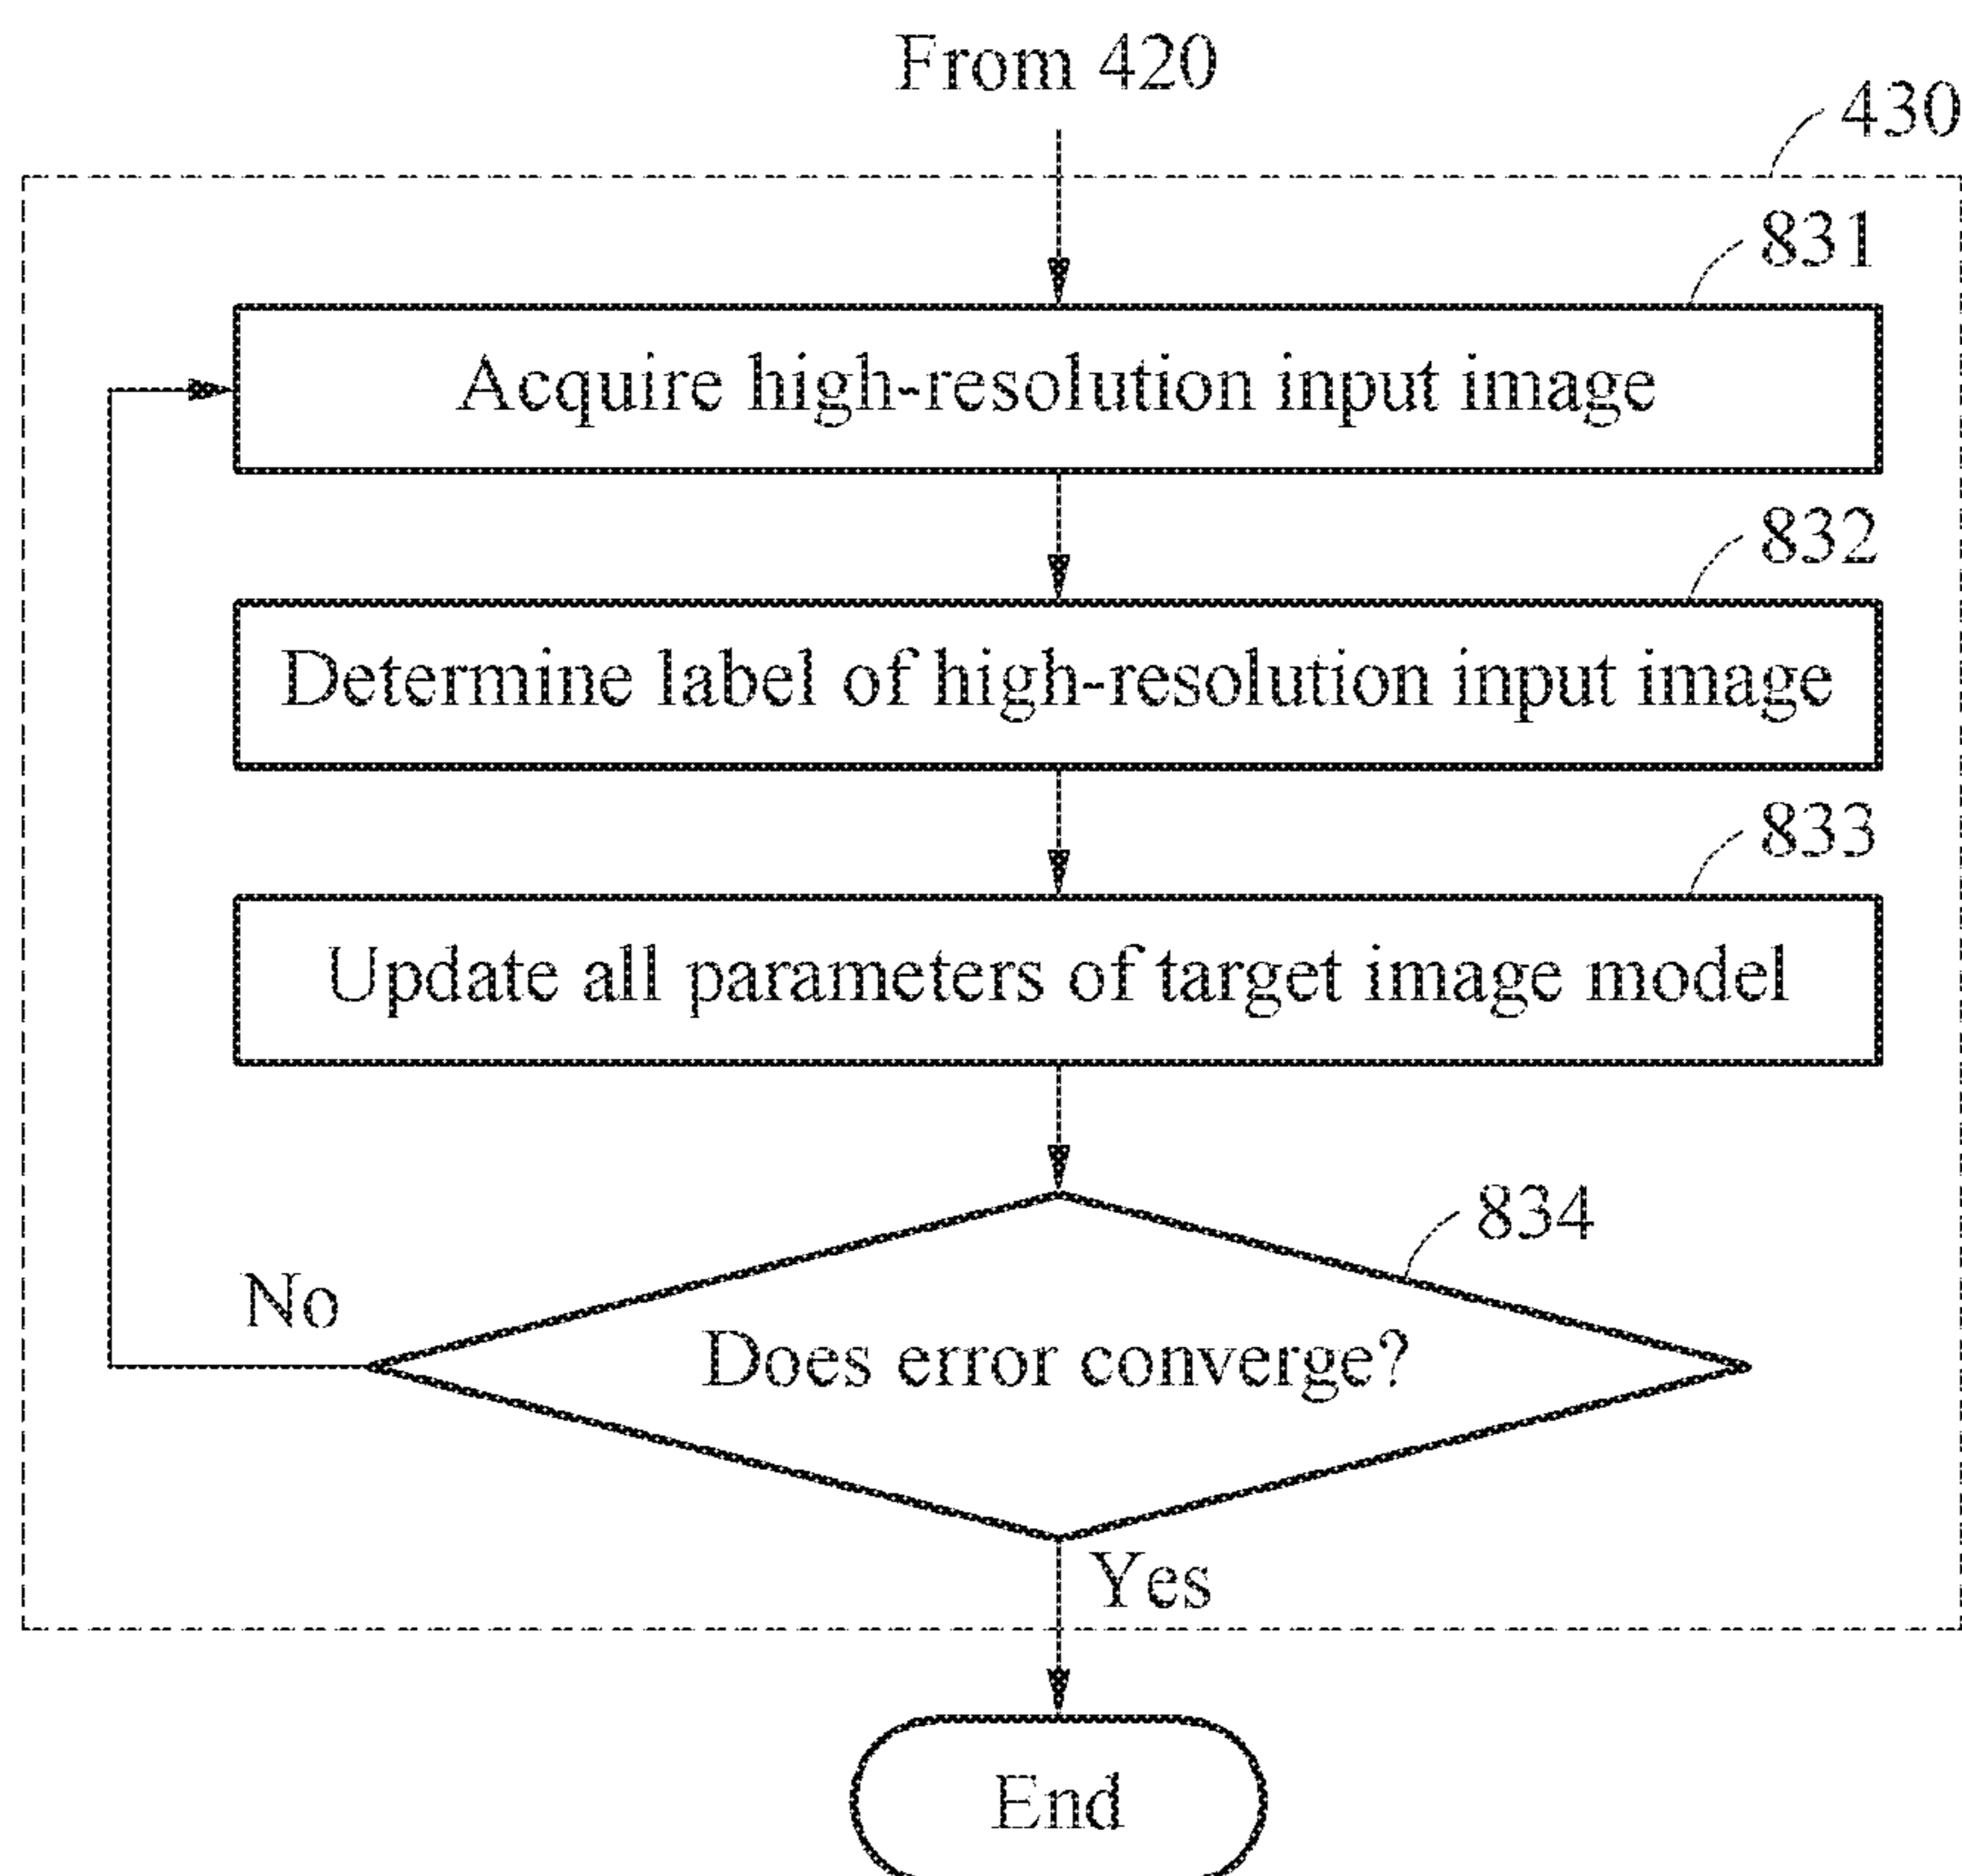 From 420
430
831
Acquire high-resolution input image
832
Determine label of high-resolution input image
833
Update all parameters of target image model
834
No
Does error converge?
Yes
End